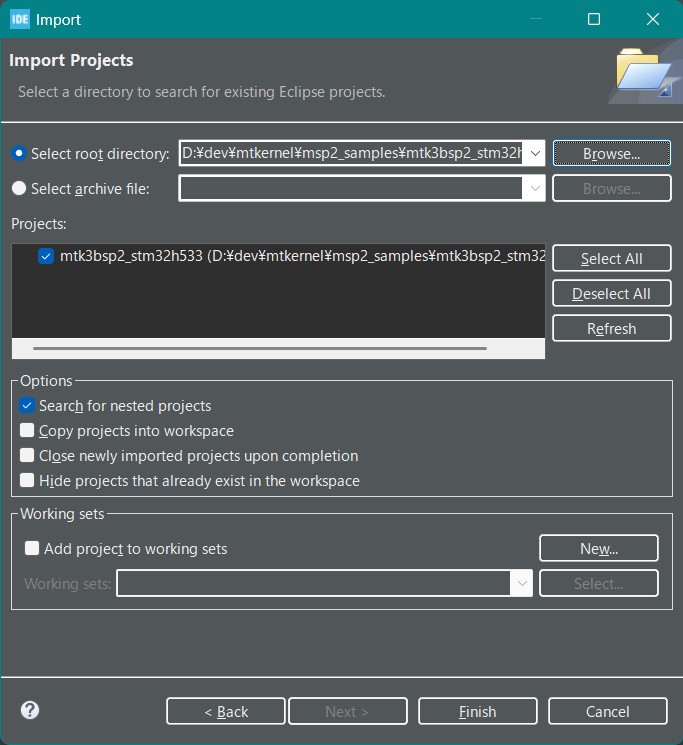 IDE Import
Import Projects
Select a directory to search for existing Eclipse projects.
Select root directory: D:¥dev¥mtkernel¥msp2_samples¥mtk3bsp2_stm32h Browse...
Select archive file: Browse...
Projects:
mtk3bsp2_stm32h533 (D:¥dev¥mtkernel¥msp2_samples¥mtk3bsp2_stm32 Select All
Deselect All
Refresh
Options
Search for nested projects
Copy projects into workspace
Close newly imported projects upon completion
Hide projects that already exist in the workspace
Working sets
Add project to working sets New...
Working sets: Select...
? < Back Next > Finish Cancel